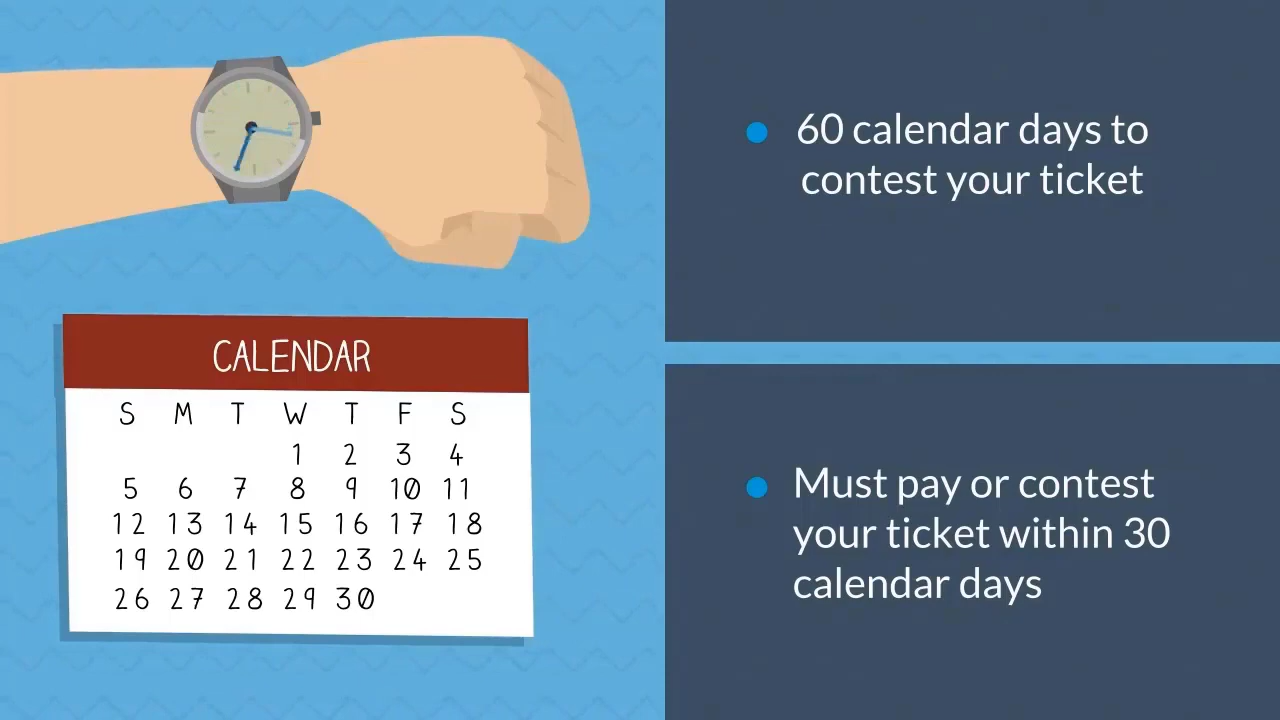 60 calendar days to
contest your ticket
CALENDAR
S M T W T F S
1 2 3 4
5 6 7 8 9 10 11
12 13 14 15 16 17 18
19 20 21 22 23 24 25
26 27 28 29 30
Must pay or contest
your ticket within 30
calendar days